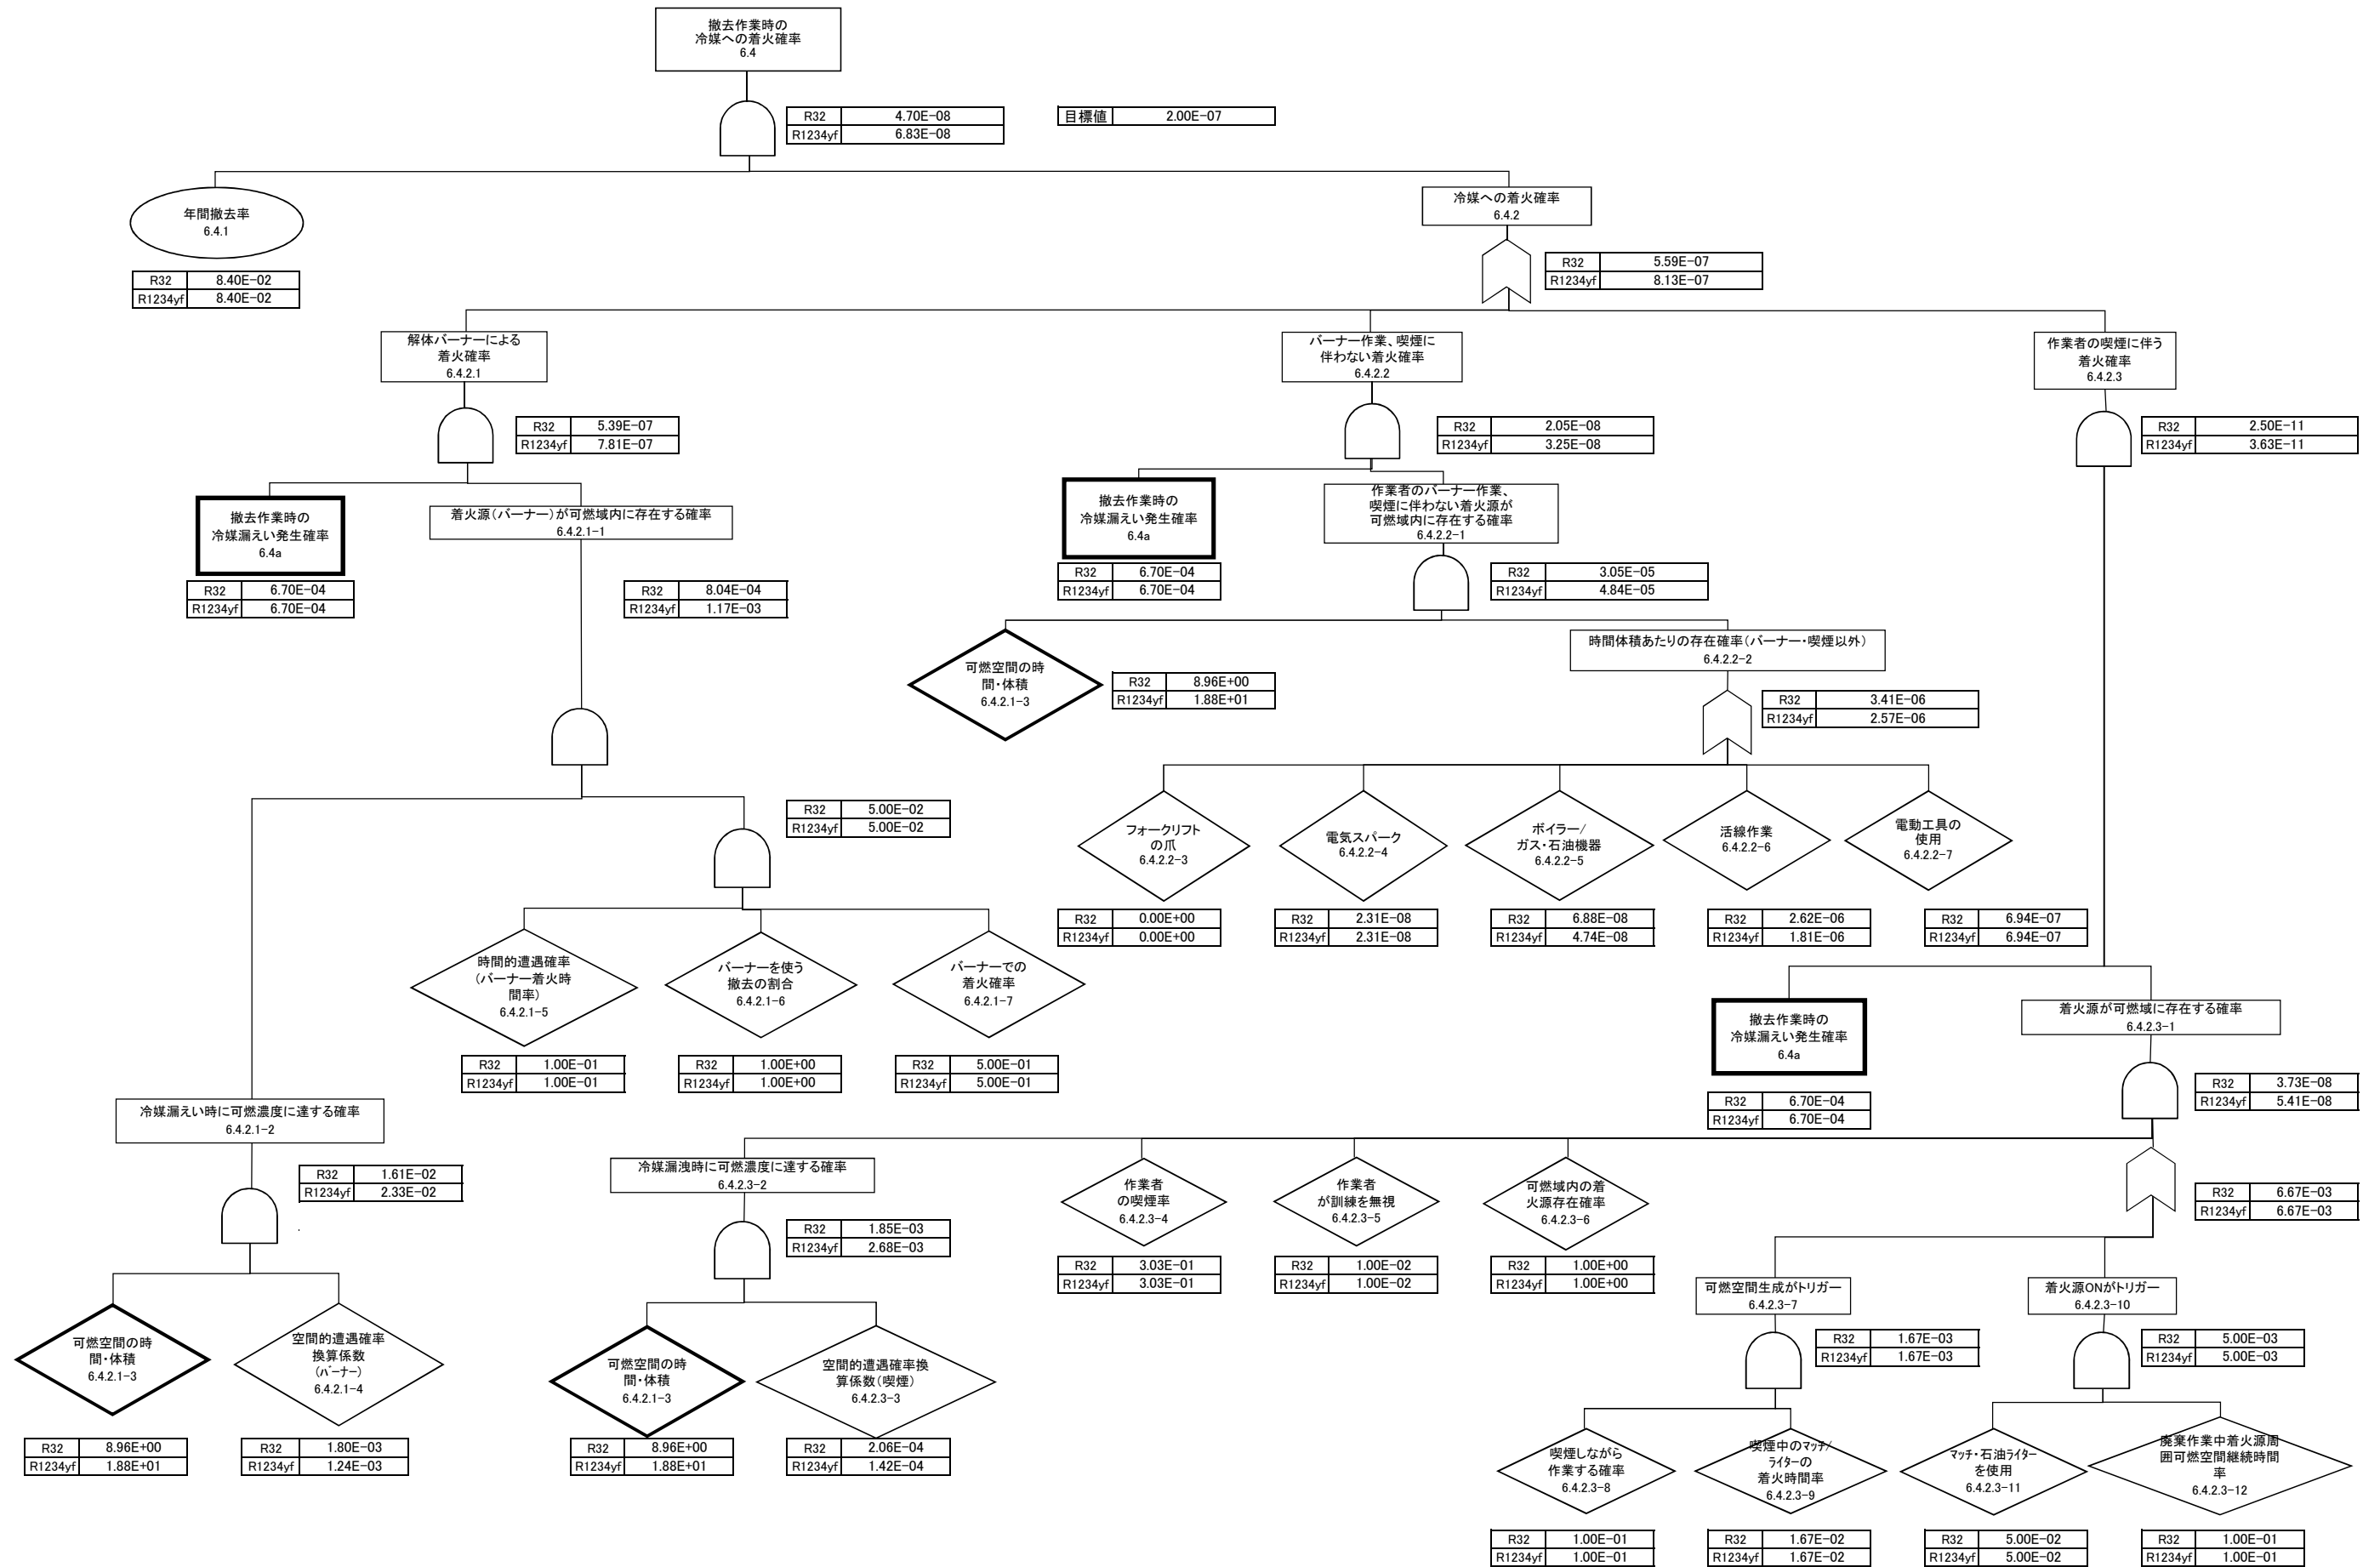 撤去作業時の
冷媒への着火確率
6.4
R32 4.70E-08
R1234yf 6.83E-08
目標値 2.00E-07
年間撤去率
6.4.1
R32 8.40E-02
R1234yf 8.40E-02
冷媒への着火確率
6.4.2
R32 5.59E-07
R1234yf 8.13E-07
解体バーナーによる
着火確率
6.4.2.1
R32 5.39E-07
R1234yf 7.81E-07
バーナー作業、喫煙に
伴わない着火確率
6.4.2.2
R32 2.05E-08
R1234yf 3.25E-08
作業者の喫煙に伴う
着火確率
6.4.2.3
R32 2.50E-11
R1234yf 3.63E-11
撤去作業時の
冷媒漏えい発生確率
6.4a
R32 6.70E-04
R1234yf 6.70E-04
着火源(バーナー)が可燃域内に存在する確率
6.4.2.1-1
R32 8.04E-04
R1234yf 1.17E-03
撤去作業時の
冷媒漏えい発生確率
6.4a
R32 6.70E-04
R1234yf 6.70E-04
作業者のバーナー作業、
喫煙に伴わない着火源が
可燃域内に存在する確率
6.4.2.2-1
R32 3.05E-05
R1234yf 4.84E-05
可燃空間の時
間・体積
6.4.2.1-3
R32 8.96E+00
R1234yf 1.88E+01
時間体積あたりの存在確率(バーナー・喫煙以外)
6.4.2.2-2
R32 3.41E-06
R1234yf 2.57E-06
R32 5.00E-02
R1234yf 5.00E-02
フォークリフト
の爪
6.4.2.2-3
R32 0.00E+00
R1234yf 0.00E+00
電気スパーク
6.4.2.2-4
R32 2.31E-08
R1234yf 2.31E-08
ボイラー/
ガス・石油機器
6.4.2.2-5
R32 6.88E-08
R1234yf 4.74E-08
活線作業
6.4.2.2-6
R32 2.62E-06
R1234yf 1.81E-06
電動工具の
使用
6.4.2.2-7
R32 6.94E-07
R1234yf 6.94E-07
時間的遭遇確率
(バーナー着火時
間率)
6.4.2.1-5
R32 1.00E-01
R1234yf 1.00E-01
バーナーを使う
撤去の割合
6.4.2.1-6
R32 1.00E+00
R1234yf 1.00E+00
バーナーでの
着火確率
6.4.2.1-7
R32 5.00E-01
R1234yf 5.00E-01
撤去作業時の
冷媒漏えい発生確率
6.4a
R32 6.70E-04
R1234yf 6.70E-04
着火源が可燃域に存在する確率
6.4.2.3-1
R32 3.73E-08
R1234yf 5.41E-08
冷媒漏えい時に可燃濃度に達する確率
6.4.2.1-2
R32 1.61E-02
R1234yf 2.33E-02
冷媒漏洩時に可燃濃度に達する確率
6.4.2.3-2
R32 1.85E-03
R1234yf 2.68E-03
作業者
の喫煙率
6.4.2.3-4
R32 3.03E-01
R1234yf 3.03E-01
作業者
が訓練を無視
6.4.2.3-5
R32 1.00E-02
R1234yf 1.00E-02
可燃域内の着
火源存在確率
6.4.2.3-6
R32 1.00E+00
R1234yf 1.00E+00
R32 6.67E-03
R1234yf 6.67E-03
可燃空間生成がトリガー
6.4.2.3-7
R32 1.67E-03
R1234yf 1.67E-03
着火源ONがトリガー
6.4.2.3-10
R32 5.00E-03
R1234yf 5.00E-03
可燃空間の時
間・体積
6.4.2.1-3
R32 8.96E+00
R1234yf 1.88E+01
空間的遭遇確率
換算係数
(バーナー)
6.4.2.1-4
R32 1.80E-03
R1234yf 1.24E-03
可燃空間の時
間・体積
6.4.2.1-3
R32 8.96E+00
R1234yf 1.88E+01
空間的遭遇確率換
算係数(喫煙)
6.4.2.3-3
R32 2.06E-04
R1234yf 1.42E-04
喫煙しながら
作業する確率
6.4.2.3-8
R32 1.00E-01
R1234yf 1.00E-01
喫煙中のマッチ/
ライターの
着火時間率
6.4.2.3-9
R32 1.67E-02
R1234yf 1.67E-02
マッチ・石油ライター
を使用
6.4.2.3-11
R32 5.00E-02
R1234yf 5.00E-02
廃棄作業中着火源周
囲可燃空間継続時間
率
6.4.2.3-12
R32 1.00E-01
R1234yf 1.00E-01